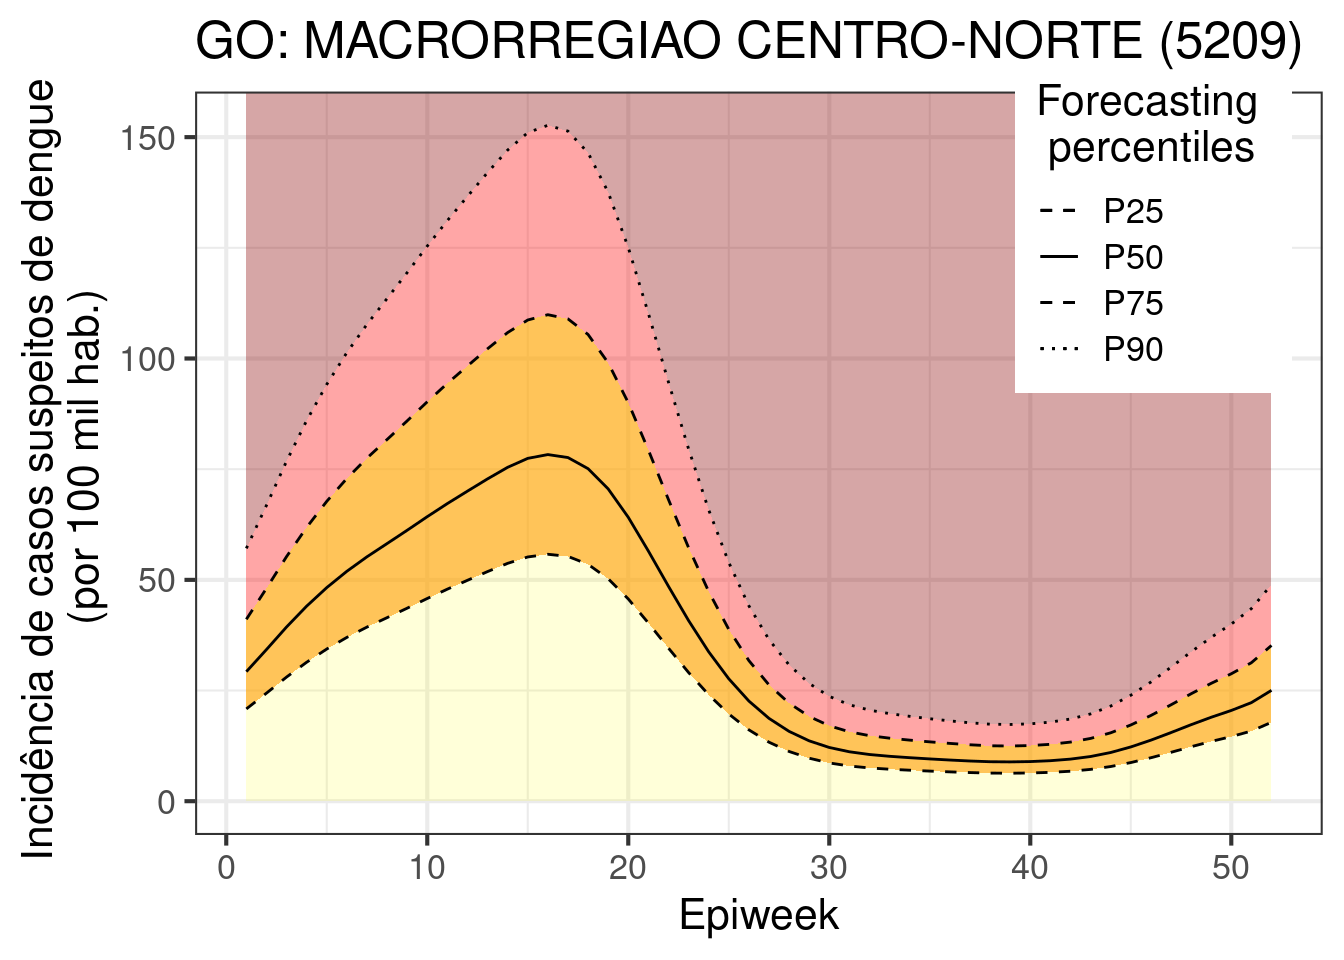 GO: MACRORREGIAO CENTRO-NORTE (5209)
Incidência de casos suspeitos de dengue
(por 100 mil hab.)
150
100
50
0
Forecasting
percentiles
P25
P50
P75
P90
0 10 20 30 40 50
Epiweek